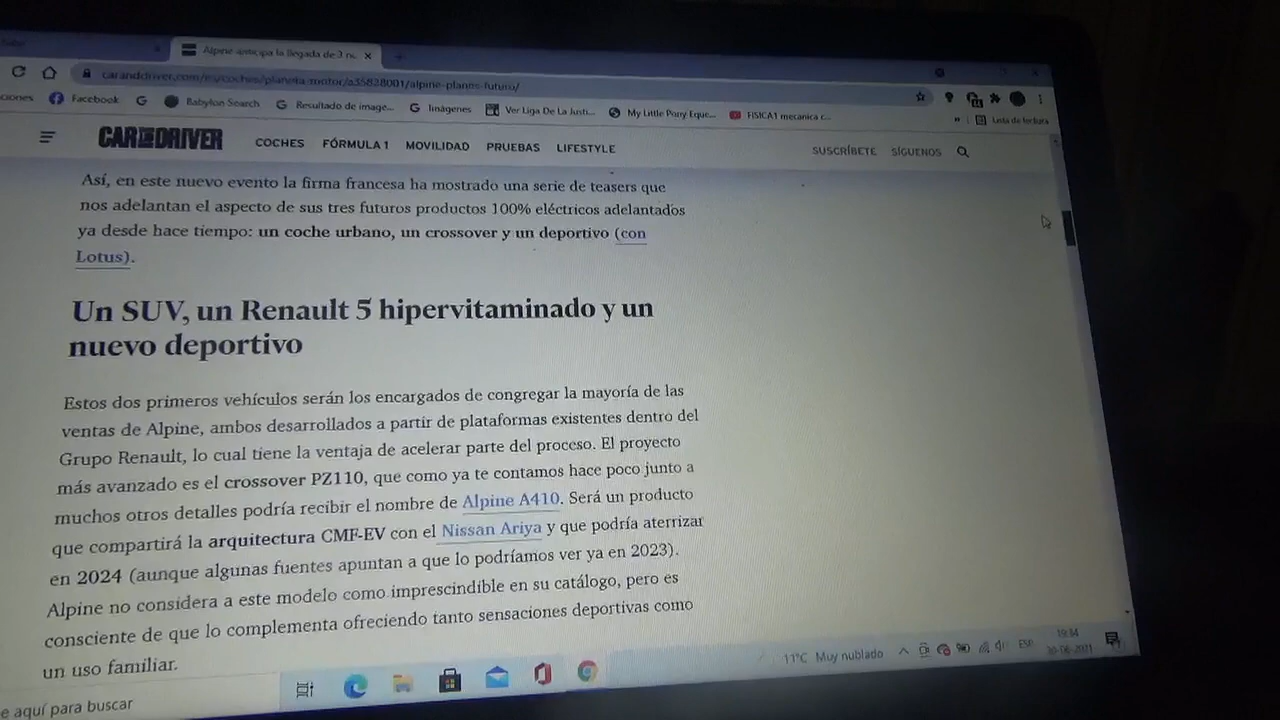 Alpine anticipa la llegada de 3 nu
caranddriver.com/es/coches/planeta-motor/a35828001/alpine-planes-futuro/
ciones Facebook G Babylon Search Resultado de image... Imágenes Ver Liga De La Justi... My Little Pony Eque... FISICA1 mecanica c... » Lista de lectura
CAR AND DRIVER COCHES FÓRMULA 1 MOVILIDAD PRUEBAS LIFESTYLE SUSCRÍBETE SÍGUENOS
Así, en este nuevo evento la firma francesa ha mostrado una serie de teasers que
nos adelantan el aspecto de sus tres futuros productos 100% eléctricos adelantados
ya desde hace tiempo: un coche urbano, un crossover y un deportivo (con
Lotus).
Un SUV, un Renault 5 hipervitaminado y un
nuevo deportivo
Estos dos primeros vehículos serán los encargados de congregar la mayoría de las
ventas de Alpine, ambos desarrollados a partir de plataformas existentes dentro del
Grupo Renault, lo cual tiene la ventaja de acelerar parte del proceso. El proyecto
más avanzado es el crossover PZ110, que como ya te contamos hace poco junto a
muchos otros detalles podría recibir el nombre de Alpine A410. Será un producto
que compartirá la arquitectura CMF-EV con el Nissan Ariya y que podría aterrizar
en 2024 (aunque algunas fuentes apuntan a que lo podríamos ver ya en 2023).
Alpine no considera a este modelo como imprescindible en su catálogo, pero es
consciente de que lo complementa ofreciendo tanto sensaciones deportivas como
un uso familiar.
e aquí para buscar 11°C Muy nublado ESP